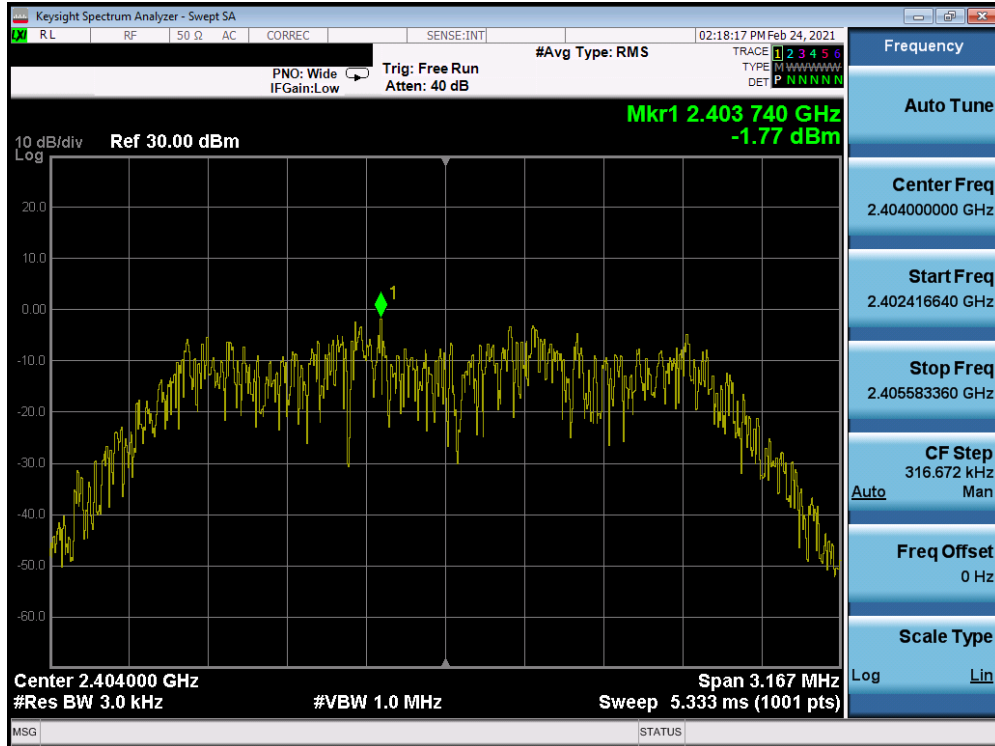 Keysight Spectrum Analyzer - Swept SA
LXI RL RF 50 Ω AC CORREC SENSE:INT 02:18:17 PM Feb 24, 2021
#Avg Type: RMS TRACE 1 2 3 4 5 6
PNO: Wide Trig: Free Run TYPE M W W W W W
IFGain:Low Atten: 40 dB DET P N N N N N
Mkr1 2.403 740 GHz
-1.77 dBm
10 dB/div Ref 30.00 dBm
Log
20.0
10.0
1
0.00
-10.0
-20.0
-30.0
-40.0
-50.0
-60.0
Center 2.404000 GHz Span 3.167 MHz
#Res BW 3.0 kHz #VBW 1.0 MHz Sweep 5.333 ms (1001 pts)
MSG STATUS
Frequency
Auto Tune
Center Freq
2.404000000 GHz
Start Freq
2.402416640 GHz
Stop Freq
2.405583360 GHz
CF Step
316.672 kHz
Auto Man
Freq Offset
0 Hz
Scale Type
Log Lin